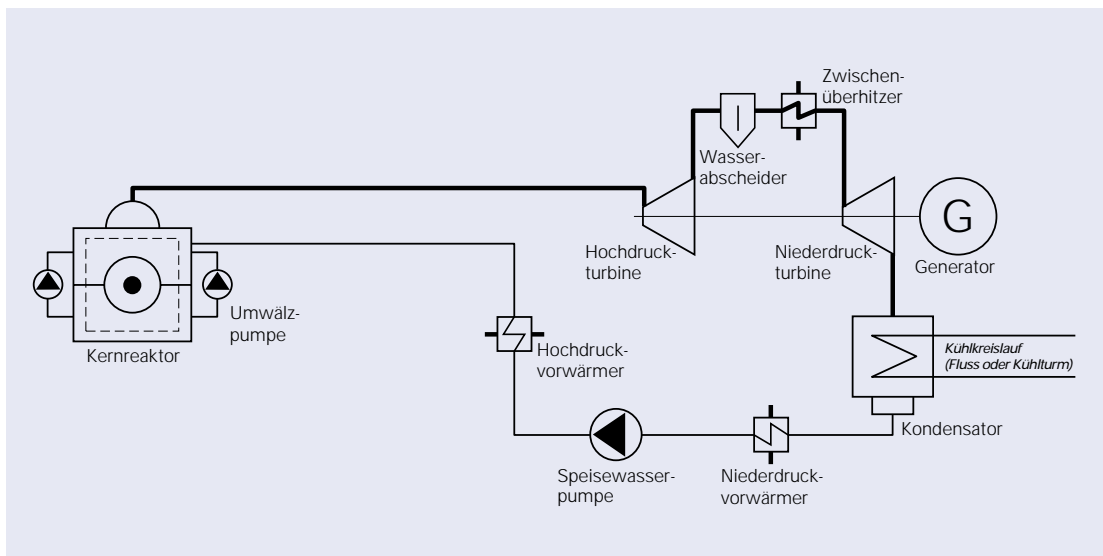 Zwischen-
überhitzer
Wasser-
abscheider
Hochdruck-
turbine
Niederdruck-
turbine
G
Generator
Umwälz-
pumpe
Kernreaktor
Hochdruck-
vorwärmer
Kühlkreislauf
(Fluss oder Kühlturm)
Kondensator
Speisewasser-
pumpe
Niederdruck-
vorwärmer